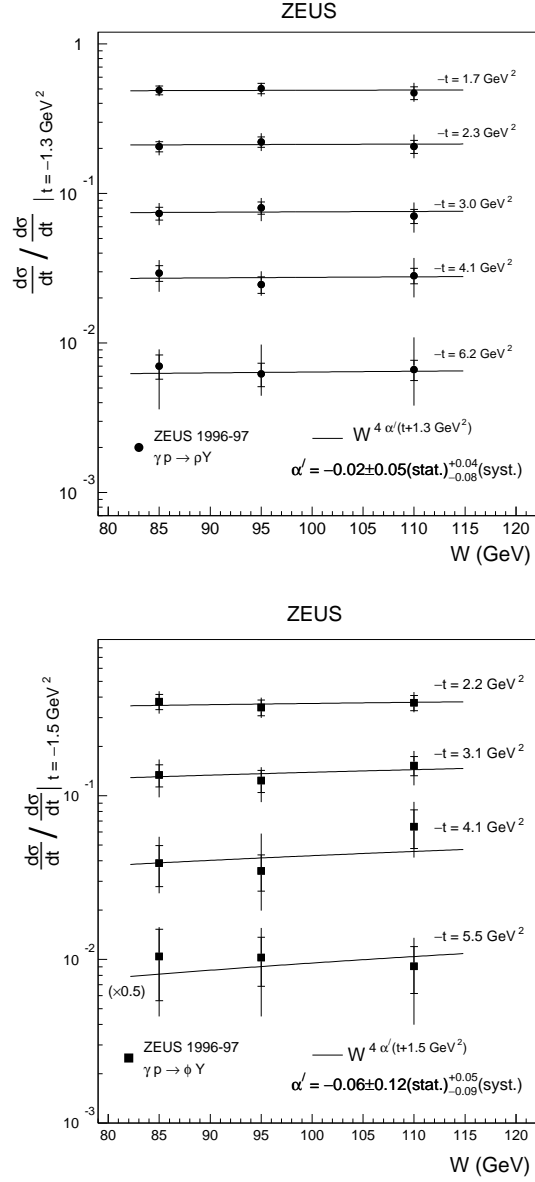 ZEUS
dσ/dt / dσ/dt | t = −1.3 GeV²
1
10⁻¹
10⁻²
10⁻³
−t = 1.7 GeV²
−t = 2.3 GeV²
−t = 3.0 GeV²
−t = 4.1 GeV²
−t = 6.2 GeV²
ZEUS 1996-97
γ p → ρY
W^4 α′(t+1.3 GeV²)
α′ = −0.02±0.05(stat.)+0.04−0.08(syst.)
80 85 90 95 100 105 110 115 120
W (GeV)
ZEUS
dσ/dt / dσ/dt | t = −1.5 GeV²
10⁻¹
10⁻²
10⁻³
−t = 2.2 GeV²
−t = 3.1 GeV²
−t = 4.1 GeV²
−t = 5.5 GeV²
(×0.5)
ZEUS 1996-97
γ p → φ Y
W^4 α′(t+1.5 GeV²)
α′ = −0.06±0.12(stat.)+0.05−0.09(syst.)
80 85 90 95 100 105 110 115 120
W (GeV)